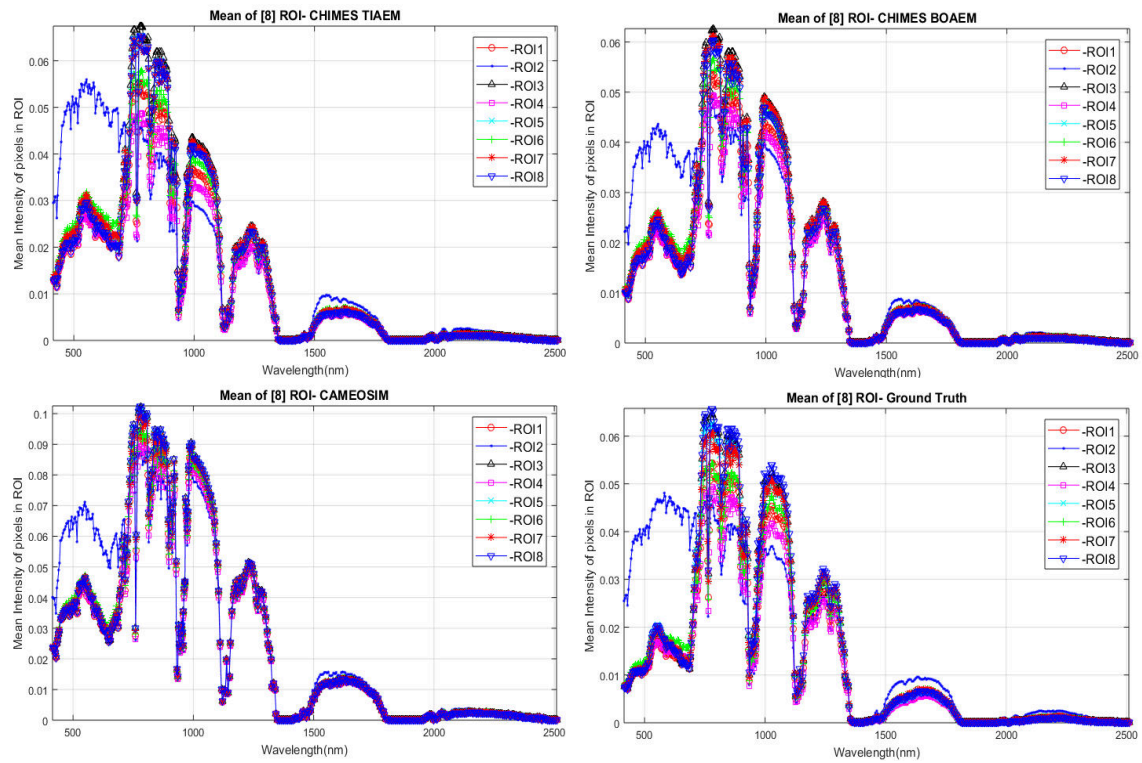 Mean of [8] ROI- CHIMES TIAEM
Mean Intensity of pixels in ROI
0.06
0.05
0.04
0.03
0.02
0.01
0
500
1000
1500
2000
2500
Wavelength(nm)
-ROI1
-ROI2
-ROI3
-ROI4
-ROI5
-ROI6
-ROI7
-ROI8
Mean of [8] ROI- CHIMES BOAEM
Mean Intensity of pixels in ROI
0.06
0.05
0.04
0.03
0.02
0.01
0
500
1000
1500
2000
2500
Wavelength(nm)
-ROI1
-ROI2
-ROI3
-ROI4
-ROI5
-ROI6
-ROI7
-ROI8
Mean of [8] ROI- CAMEOSIM
Mean Intensity of pixels in ROI
0.1
0.09
0.08
0.07
0.06
0.05
0.04
0.03
0.02
0.01
0
500
1000
1500
2000
2500
Wavelength(nm)
-ROI1
-ROI2
-ROI3
-ROI4
-ROI5
-ROI6
-ROI7
-ROI8
Mean of [8] ROI- Ground Truth
Mean Intensity of pixels in ROI
0.06
0.05
0.04
0.03
0.02
0.01
0
500
1000
1500
2000
2500
Wavelength(nm)
-ROI1
-ROI2
-ROI3
-ROI4
-ROI5
-ROI6
-ROI7
-ROI8